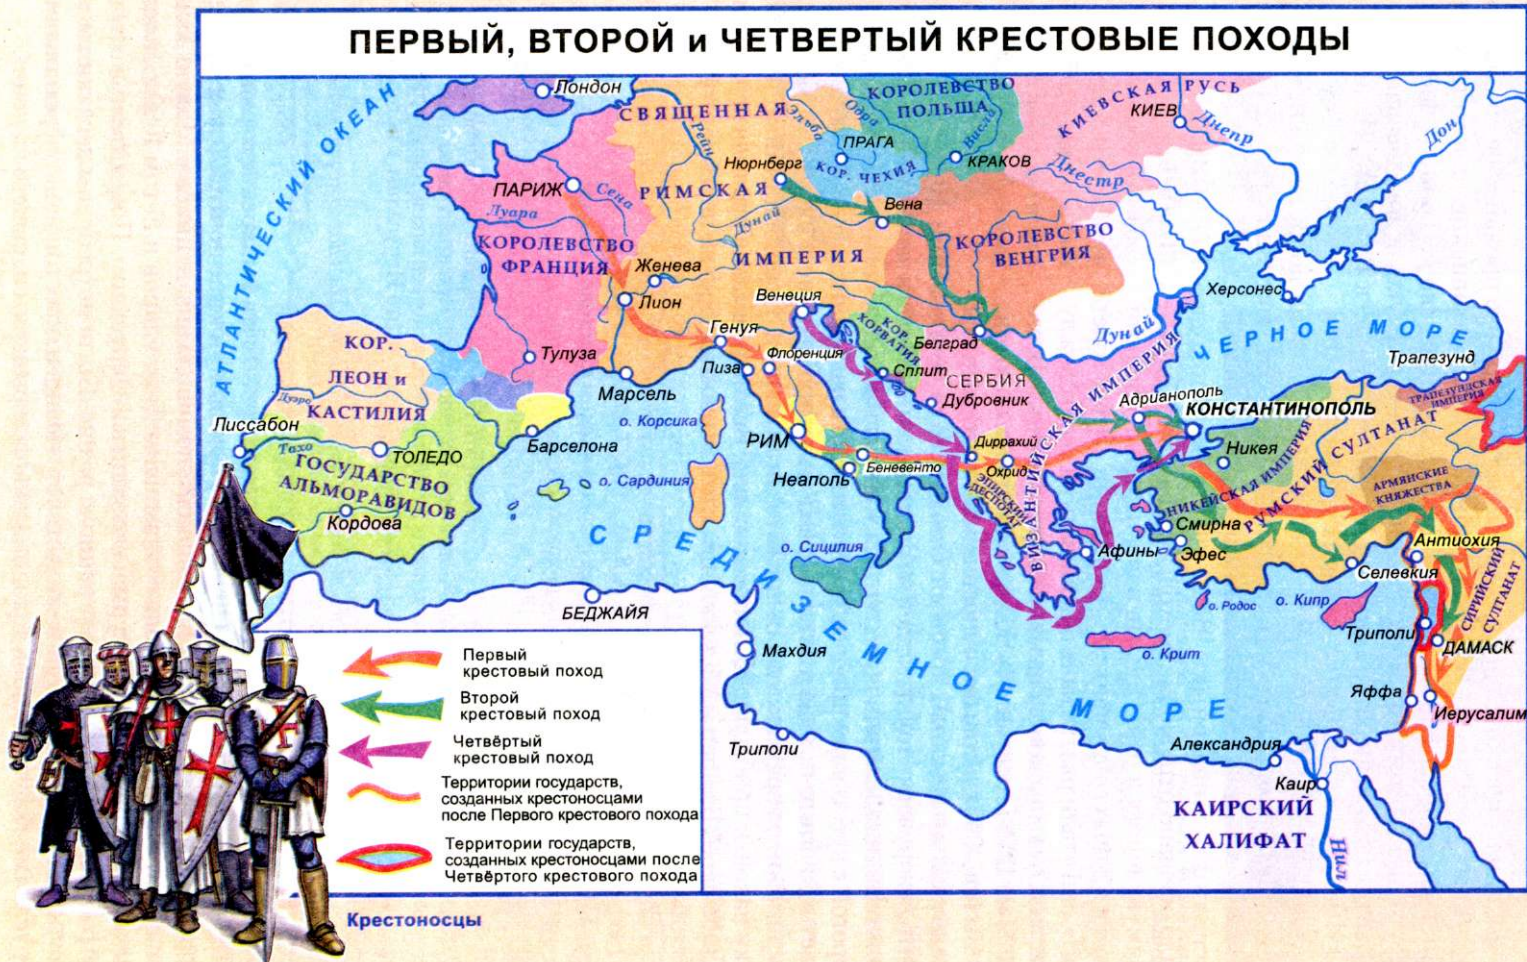 ПЕРВЫЙ, ВТОРОЙ и ЧЕТВЕРТЫЙ КРЕСТОВЫЕ ПОХОДЫ
АТЛАНТИЧЕСКИЙ ОКЕАН
Лондон
СВЯЩЕННАЯ
РИМСКАЯ
ИМПЕРИЯ
Рейн
Эльба
Одра
КОРОЛЕВСТВО
ПОЛЬША
Висла
КИЕВСКАЯ РУСЬ
КИЕВ
Днепр
Дон
Днестр
ПРАГА
КОР. ЧЕХИЯ
КРАКОВ
Нюрнберг
Вена
Дунай
ПАРИЖ
Сена
Луара
КОРОЛЕВСТВО
ФРАНЦИЯ
КОРОЛЕВСТВО
ВЕНГРИЯ
Женева
Лион
Венеция
Генуя
Флоренция
Пиза
Тулуза
Марсель
КОР.
ХОРВАТИЯ
Сплит
Белград
СЕРБИЯ
Дубровник
Дунай
Херсонес
ЧЕРНОЕ МОРЕ
Трапезунд
ТРАПЕЗУНДСКАЯ
ИМПЕРИЯ
КОР.
ЛЕОН и
КАСТИЛИЯ
Дуэро
Лиссабон
Тахо
ТОЛЕДО
ГОСУДАРСТВО
АЛЬМОРАВИДОВ
Кордова
Барселона
о. Корсика
о. Сардиния
РИМ
Неаполь
Беневенто
Диррахий
Охрид
ЭПИРСКИЙ
ДЕСПОТАТ
ВИЗАНТИЙСКАЯ ИМПЕРИЯ
Адрианополь
КОНСТАНТИНОПОЛЬ
Никея
НИКЕЙСКАЯ ИМПЕРИЯ
РУМСКИЙ СУЛТАНАТ
АРМЯНСКИЕ
КНЯЖЕСТВА
Смирна
Эфес
Афины
о. Сицилия
Антиохия
Селевкия
СИРИЙСКИЙ
СУЛТАНАТ
о. Родос
о. Кипр
о. Крит
Триполи
ДАМАСК
Яффа
Иерусалим
БЕДЖАЙЯ
Махдия
Триполи
СРЕДИЗЕМНОЕ МОРЕ
Александрия
Каир
КАИРСКИЙ
ХАЛИФАТ
Нил
Первый
крестовый поход
Второй
крестовый поход
Четвёртый
крестовый поход
Территории государств,
созданных крестоносцами
после Первого крестового похода
Территории государств,
созданных крестоносцами после
Четвёртого крестового похода
Крестоносцы